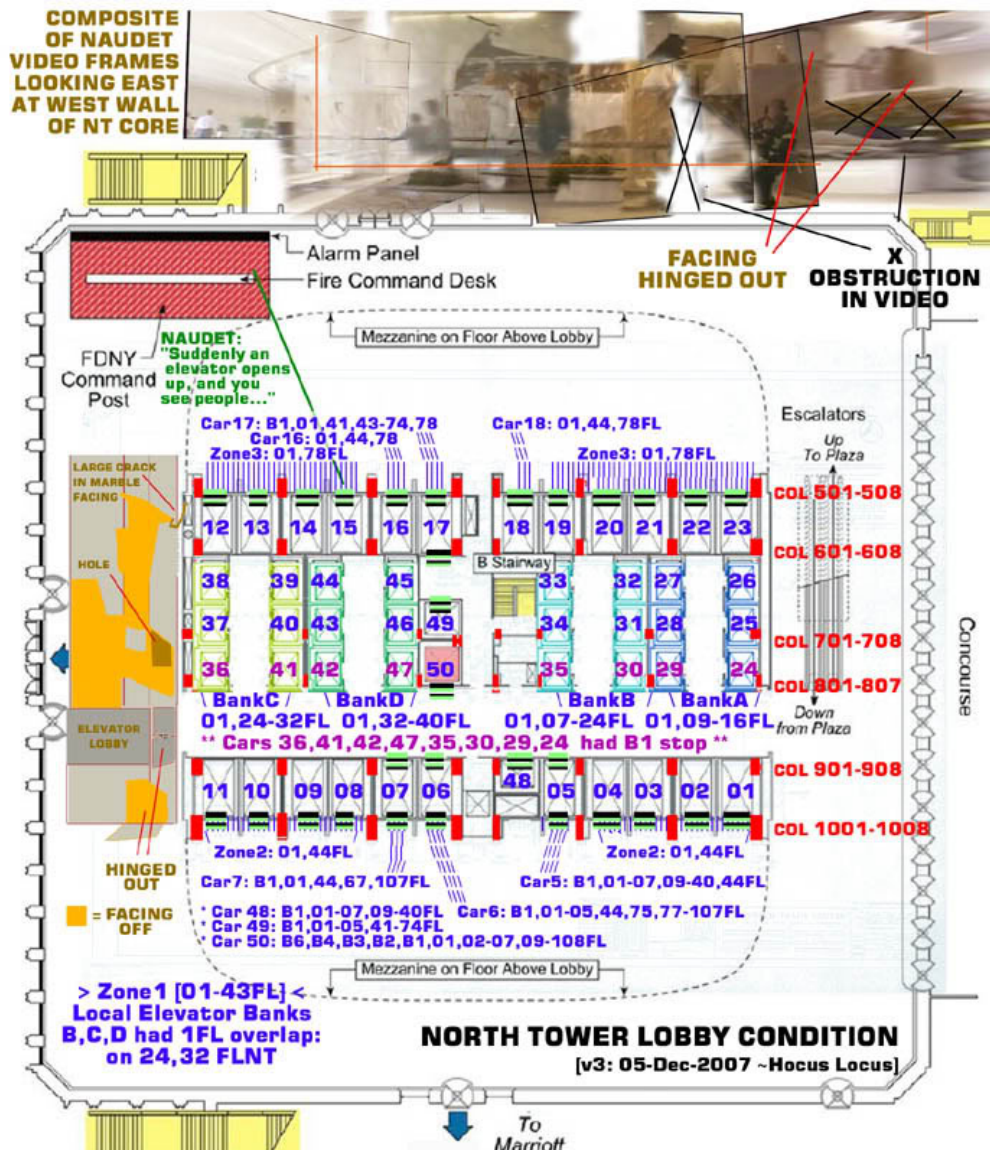 COMPOSITE
OF NAUDET
VIDEO FRAMES
LOOKING EAST
AT WEST WALL
OF NT CORE
Alarm Panel
Fire Command Desk
FACING
HINGED OUT
X
OBSTRUCTION
IN VIDEO
FDNY
Command
Post
NAUDET:
"Suddenly an
elevator opens
up, and you
see people..."
Mezzanine on Floor Above Lobby
Car17: B1,01,41,43-74,78
Car16: 01,44,78
Zone3: 01,78FL
Car18: 01,44,78FL
Zone3: 01,78FL
Escalators
Up
To Plaza
LARGE CRACK
IN MARBLE
FACING
HOLE
12 13 14 15 16 17 18 19 20 21 22 23
COL 501-508
COL 601-608
B Stairway
38 39 44 45 33 32 27 26
37 40 43 46 49 34 31 28 25
COL 701-708
36 41 42 47 50 35 30 29 24
COL 801-807
BankC
01,24-32FL
BankD
01,32-40FL
BankB
01,07-24FL
BankA
01,09-16FL
Down
from Plaza
Concourse
** Cars 36,41,42,47,35,30,29,24 had B1 stop **
ELEVATOR
LOBBY
COL 901-908
11 10 09 08 07 06 48 05 04 03 02 01
COL 1001-1008
Zone2: 01,44FL
Zone2: 01,44FL
HINGED
OUT
Car7: B1,01,44,67,107FL
Car5: B1,01-07,09-40,44FL
* Car 48: B1,01-07,09-40FL
Car6: B1,01-05,44,75,77-107FL
* Car 49: B1,01-05,41-74FL
* Car 50: B6,B4,B3,B2,B1,01,02-07,09-108FL
= FACING
OFF
Mezzanine on Floor Above Lobby
> Zone1 [01-43FL] <
Local Elevator Banks
B,C,D had 1FL overlap:
on 24,32 FLNT
NORTH TOWER LOBBY CONDITION
[v3: 05-Dec-2007 ~Hocus Locus]
To
Marriott